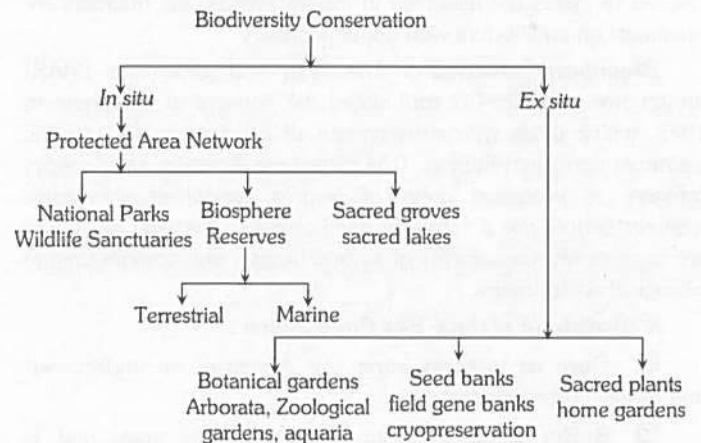 Biodiversity Conservation
In situ
Ex situ
Protected Area Network
National Parks
Wildlife Sanctuaries
Biosphere
Reserves
Sacred groves
sacred lakes
Terrestrial
Marine
Botanical gardens
Arborata, Zoological
gardens, aquaria
Seed banks
field gene banks
cryopreservation
Sacred plants
home gardens